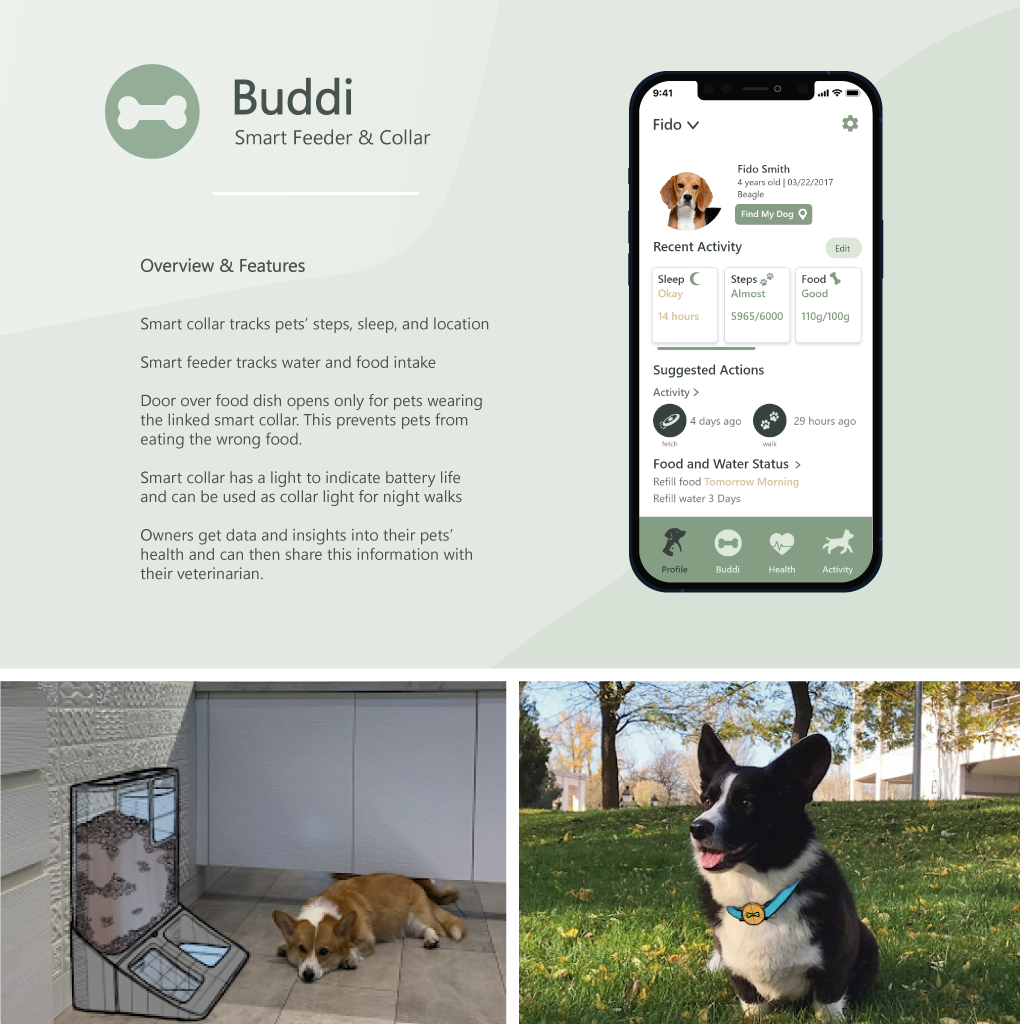 Buddi
Smart Feeder & Collar
Overview & Features
Smart collar tracks pets’ steps, sleep, and location
Smart feeder tracks water and food intake
Door over food dish opens only for pets wearing
the linked smart collar. This prevents pets from
eating the wrong food.
Smart collar has a light to indicate battery life
and can be used as collar light for night walks
Owners get data and insights into their pets’
health and can then share this information with
their veterinarian.
9:41
Fido
Fido Smith
4 years old | 03/22/2017
Beagle
Find My Dog
Recent Activity
Edit
Sleep
Okay
14 hours
Steps
Almost
5965/6000
Food
Good
110g/100g
Suggested Actions
Activity >
4 days ago
fetch
29 hours ago
walk
Food and Water Status >
Refill food Tomorrow Morning
Refill water 3 Days
Profile
Buddi
Health
Activity